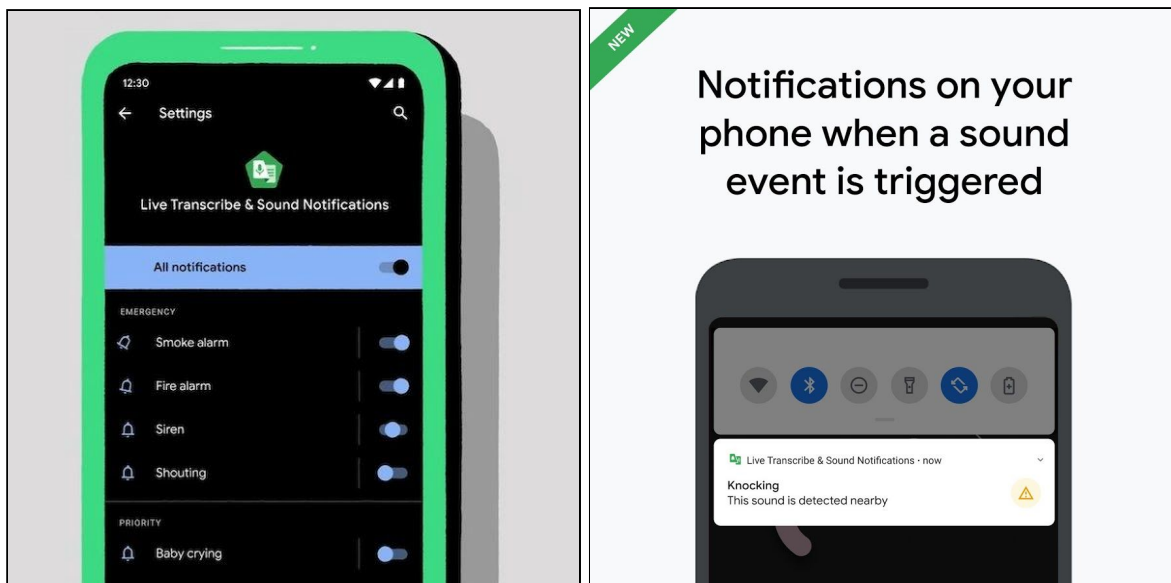 12:30
Settings
Live Transcribe & Sound Notifications
All notifications
EMERGENCY
Smoke alarm
Fire alarm
Siren
Shouting
PRIORITY
Baby crying
NEW
Notifications on your
phone when a sound
event is triggered
Live Transcribe & Sound Notifications · now
Knocking
This sound is detected nearby